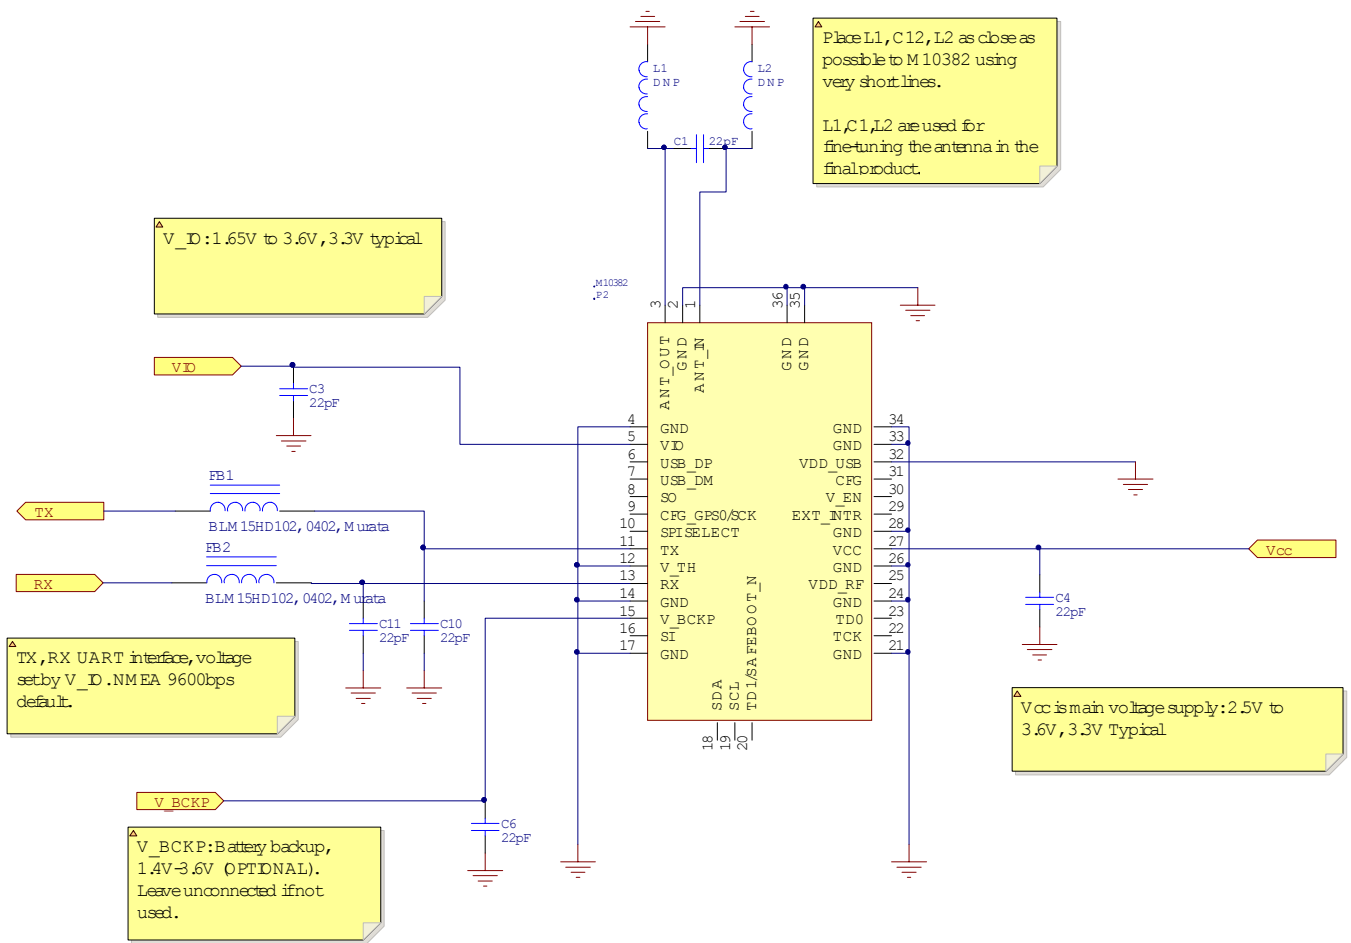 L1
DNP
L2
DNP
C1
22pF
Place L1, C12, L2 as close as
possible to M10382 using
very short lines.
L1,C1,L2 are used for
fine-tuning the antenna in the
final product.
V_IO: 1.65V to 3.6V, 3.3V typical
M10382
P2
3
2
1
36
35
ANT_OUT
GND
ANT_IN
GND
GND
VIO
C3
22pF
4 GND
5 VIO
6 USB_DP
7 USB_DM
8 SO
9 CFG_GPS0/SCK
10 SPISELECT
11 TX
12 V_TH
13 RX
14 GND
15 V_BCKP
16 SI
17 GND
GND 34
GND 33
VDD_USB 32
CFG 31
V_EN 30
EXT_INTR 29
GND 28
VCC 27
GND 26
VDD_RF 25
GND 24
TD0 23
TCK 22
GND 21
SDA
SCL
TD1/SAFEBOOT_N
18
19
20
FB1
TX
BLM15HD102, 0402, Murata
FB2
RX
BLM15HD102, 0402, Murata
C11
22pF
C10
22pF
TX, RX UART interface, voltage
set by V_IO. NMEA 9600bps
default.
Vcc
C4
22pF
Vcc is main voltage supply: 2.5V to
3.6V, 3.3V Typical
V_BCKP
C6
22pF
V_BCKP: Battery backup,
1.4V-3.6V (OPTIONAL).
Leave unconnected if not
used.